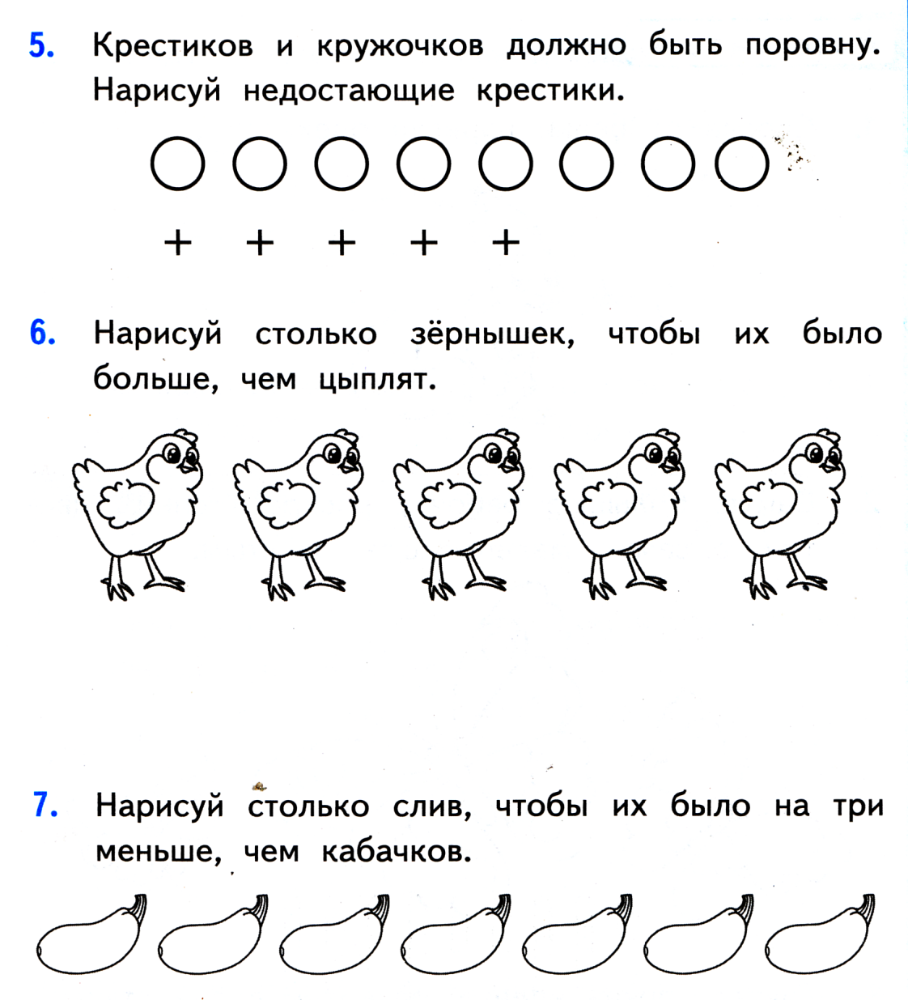 5. Крестиков и кружочков должно быть поровну.
Нарисуй недостающие крестики.
+ + + + +
6. Нарисуй столько зёрнышек, чтобы их было
больше, чем цыплят.
7. Нарисуй столько слив, чтобы их было на три
меньше, чем кабачков.